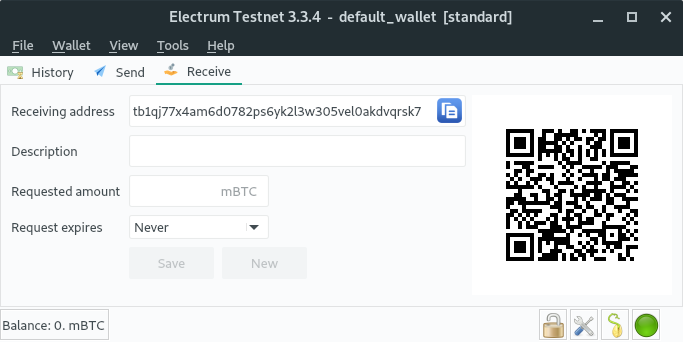 Electrum Testnet 3.3.4 - default_wallet [standard]
File Wallet View Tools Help
History Send Receive
Receiving address tb1qj77x4am6d0782ps6yk2l3w305vel0akdvqrsk7
Description
Requested amount mBTC
Request expires Never
Save New
Balance: 0. mBTC